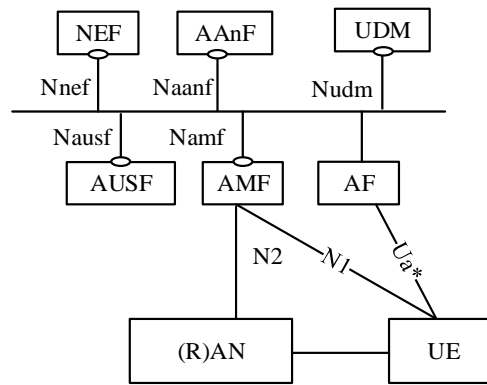 NEF
AAnF
UDM
Nnef
Naanf
Nudm
Nausf
Namf
AUSF
AMF
AF
N2
N1
Ua*
(R)AN
UE